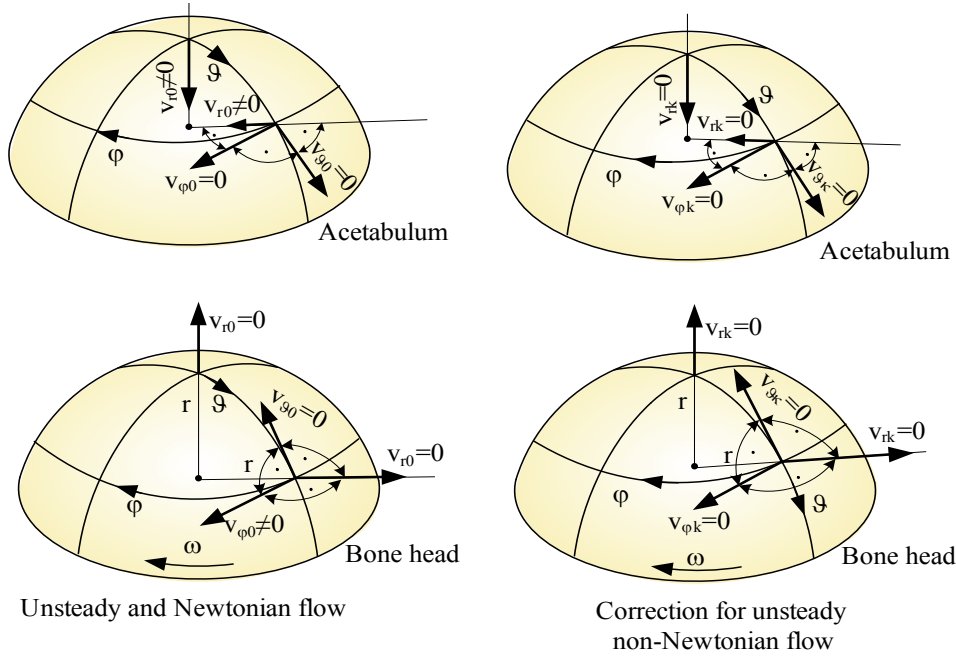 v_r0≠0
ϑ
v_r0≠0
φ
v_φ0=0
v_ϑ0=0
Acetabulum
v_rk=0
ϑ
v_rk=0
φ
v_φk=0
v_ϑκ=0
Acetabulum
v_r0=0
r
ϑ
v_ϑ0=0
r
v_r0=0
φ
v_φ0≠0
ω
Bone head
Unsteady and Newtonian flow
v_rk=0
r
v_ϑκ=0
r
v_rk=0
φ
v_φk=0
ϑ
ω
Bone head
Correction for unsteady
non-Newtonian flow